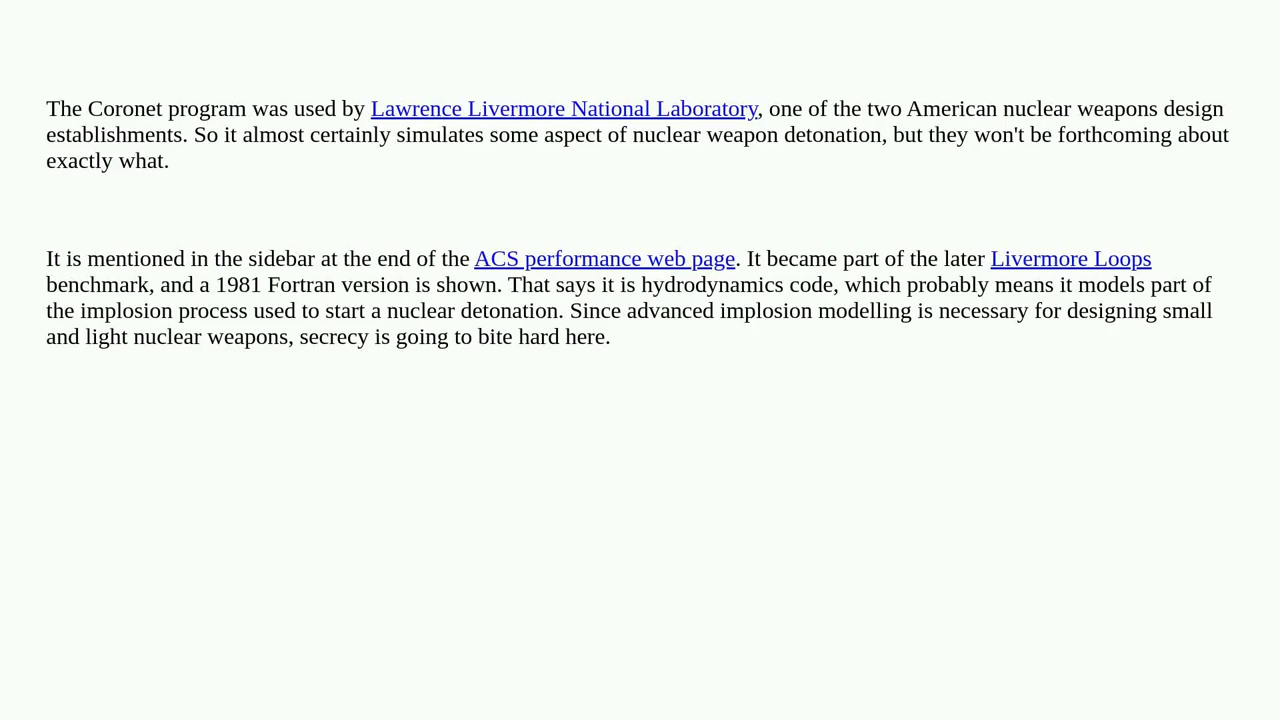 The Coronet program was used by Lawrence Livermore National Laboratory, one of the two American nuclear weapons design
establishments. So it almost certainly simulates some aspect of nuclear weapon detonation, but they won't be forthcoming about
exactly what.
It is mentioned in the sidebar at the end of the ACS performance web page. It became part of the later Livermore Loops
benchmark, and a 1981 Fortran version is shown. That says it is hydrodynamics code, which probably means it models part of
the implosion process used to start a nuclear detonation. Since advanced implosion modelling is necessary for designing small
and light nuclear weapons, secrecy is going to bite hard here.